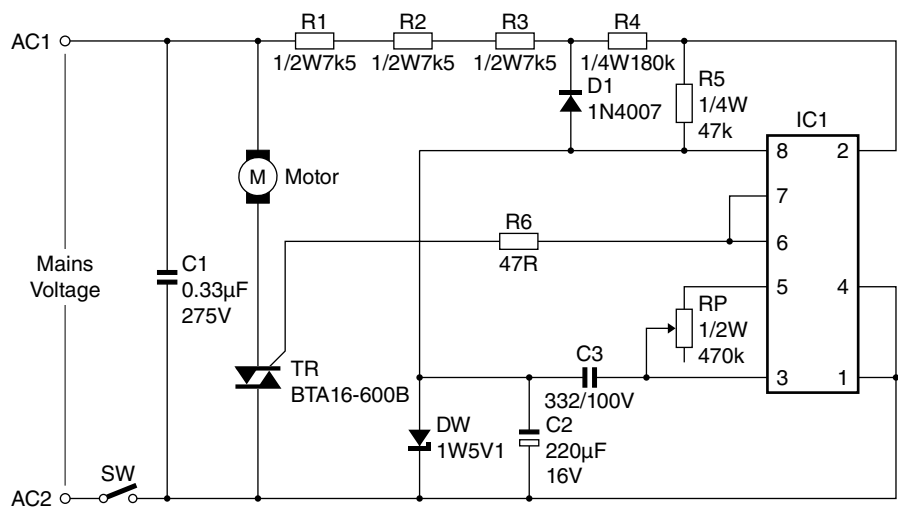 AC1
R1
1/2W7k5
R2
1/2W7k5
R3
1/2W7k5
R4
1/4W180k
D1
1N4007
R5
1/4W
47k
IC1
8
2
7
6
5
4
3
1
M
Motor
R6
47R
Mains
Voltage
C1
0.33µF
275V
RP
1/2W
470k
TR
BTA16-600B
C3
332/100V
DW
1W5V1
C2
220µF
16V
SW
AC2